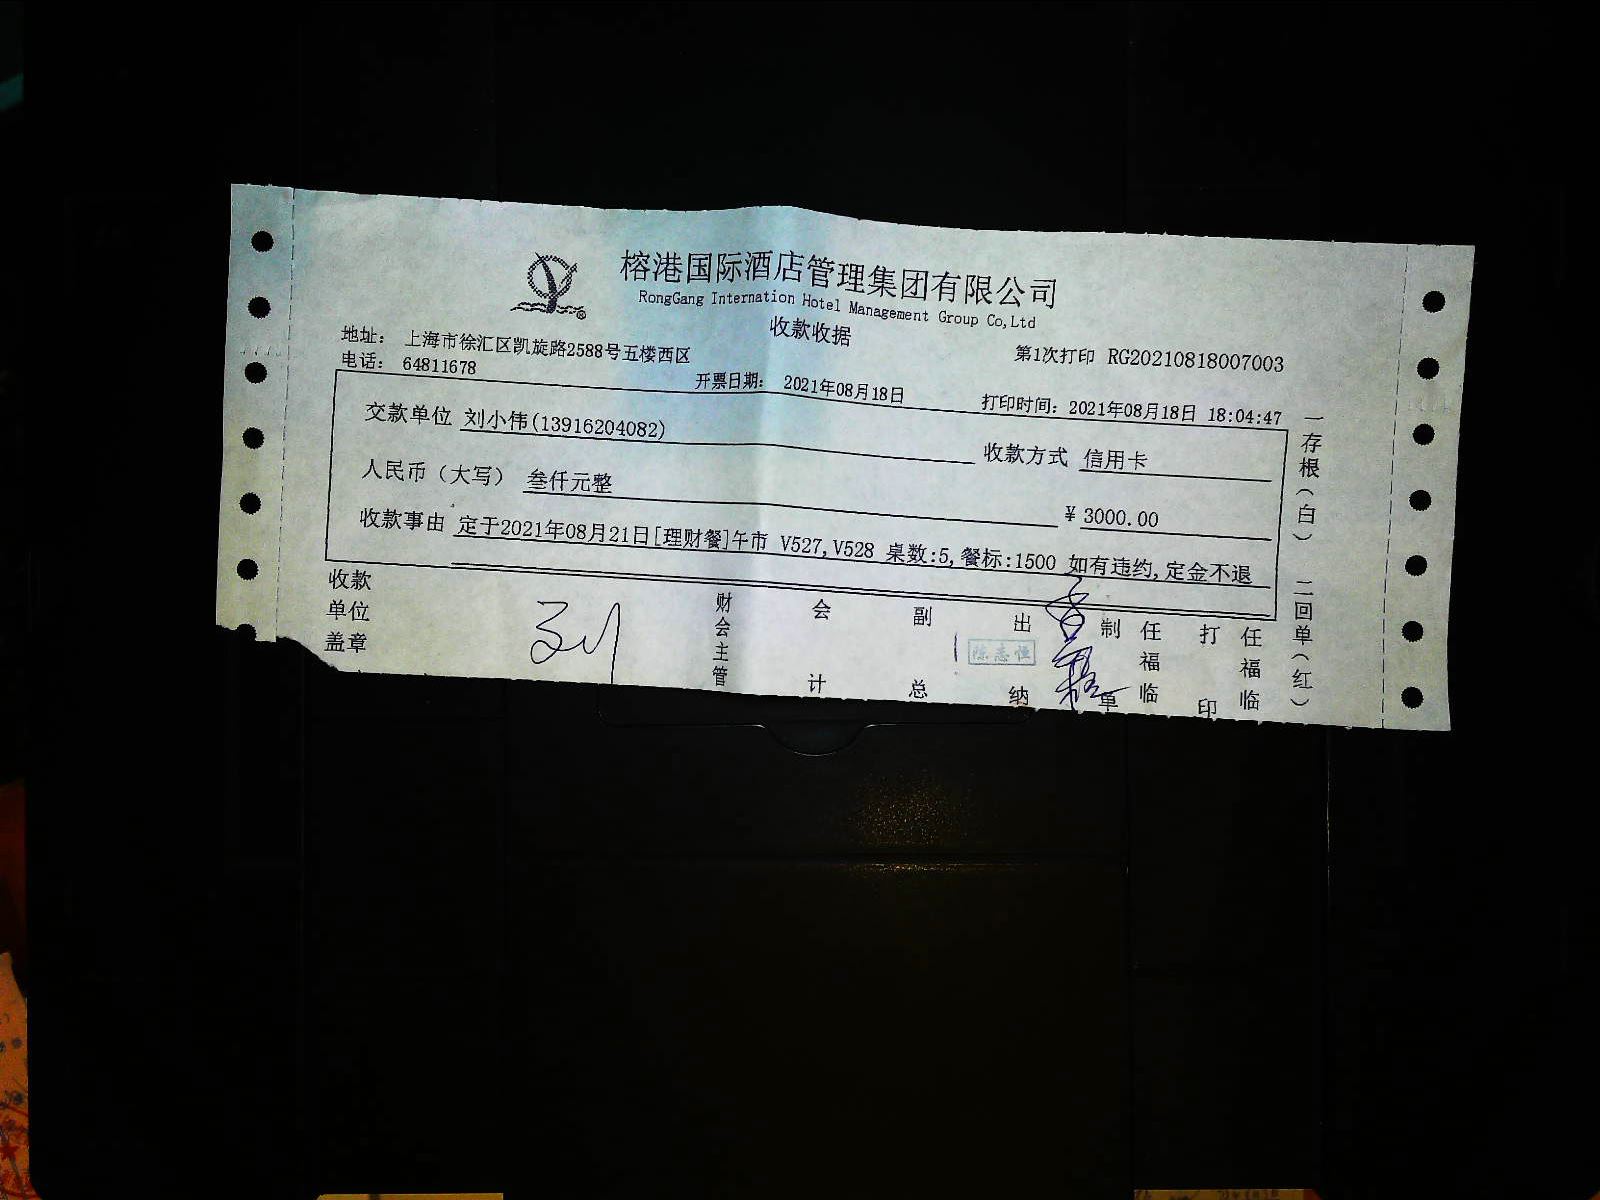 榕港国际酒店管理集团有限公司
RongGang Internation Hotel Management Group Co,Ltd
收款收据
地址: 上海市徐汇区凯旋路2588号五楼西区
第1次打印 RG20210818007003
电话: 64811678
开票日期: 2021年08月18日
打印时间: 2021年08月18日 18:04:47
交款单位 刘小伟(13916204082)
收款方式 信用卡
人民币（大写） 叁仟元整
¥ 3000.00
收款事由 定于2021年08月21日[理财餐]午市 V527,V528 桌数:5,餐标:1500 如有违约,定金不退
收款单位盖章
财会主管
会计
副总
出纳
陈志恒
制单
任福临
打印
任福临
一存根（白） 二回单（红）